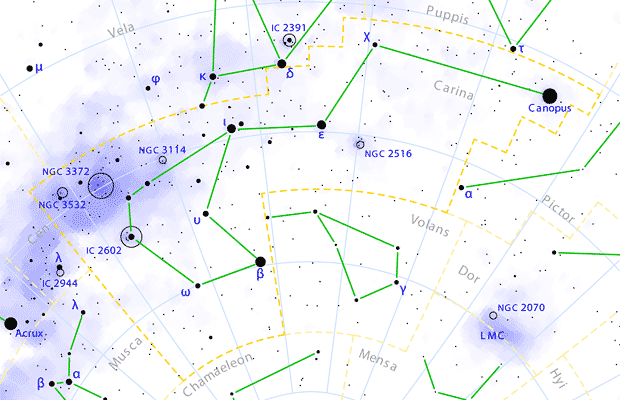 Puppis
Vela
IC 2391
χ
τ
μ
κ
δ
φ
Carina
Canopus
ι
ε
NGC 3114
NGC 2516
NGC 3372
α
NGC 3532
υ
Pictor
Volans
Cen
IC 2602
λ
β
Dor
IC 2944
ω
γ
λ
NGC 2070
Acrux
LMC
Musca
Chamaeleon
Mensa
Hyi
α
β